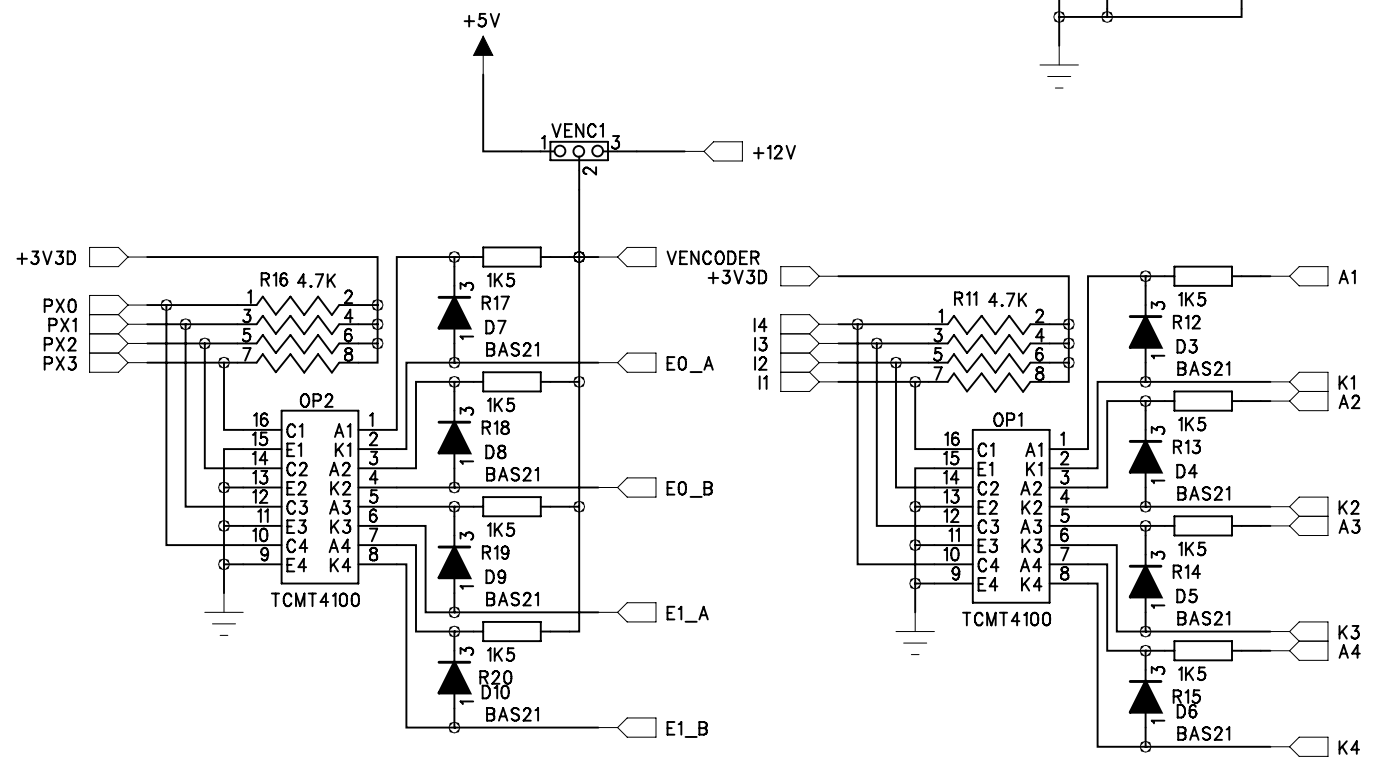 +5V
VENC1
1
3
2
+12V
+3V3D
VENCODER
R16 4.7K
1 2
3 4
5 6
7 8
PX0
PX1
PX2
PX3
1K5
R17
3
D7
1
BAS21
E0_A
1K5
R18
3
D8
1
BAS21
E0_B
1K5
R19
3
D9
1
BAS21
E1_A
1K5
R20
3
D10
1
BAS21
E1_B
OP2
16 C1 A1 1
15 E1 K1 2
14 C2 A2 3
13 E2 K2 4
12 C3 A3 5
11 E3 K3 6
10 C4 A4 7
9 E4 K4 8
TCMT4100
+3V3D
R11 4.7K
1 2
3 4
5 6
7 8
I4
I3
I2
I1
OP1
16 C1 A1 1
15 E1 K1 2
14 C2 A2 3
13 E2 K2 4
12 C3 A3 5
11 E3 K3 6
10 C4 A4 7
9 E4 K4 8
TCMT4100
A1
1K5
R12
3
D3
1
BAS21
K1
A2
1K5
R13
3
D4
1
BAS21
K2
A3
1K5
R14
3
D5
1
BAS21
K3
A4
1K5
R15
3
D6
1
BAS21
K4